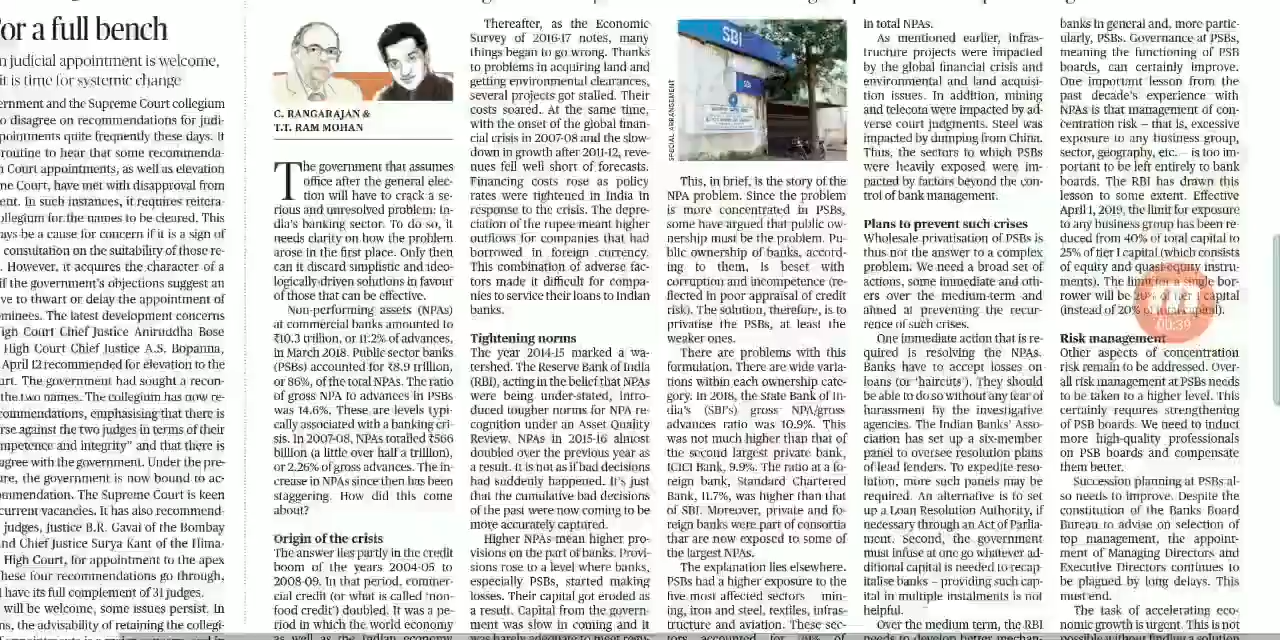 or a full bench
n judicial appointment is welcome,
it is time for systemic change
ernment and the Supreme Court collegium
o disagree on recommendations for judi-
pointments quite frequently these days. It
routine to hear that some recommenda-
h Court appointments, as well as elevation
me Court, have met with disapproval from
ent. In such instances, it requires reitera-
ollegium for the names to be cleared. This
ays be a cause for concern if it is a sign of
consultation on the suitability of those re-
. However, it acquires the character of a
if the government's objections suggest an
ve to thwart or delay the appointment of
ominees. The latest development concerns
High Court Chief Justice Aniruddha Bose
High Court Chief Justice A.S. Bopanna,
April 12 recommended for elevation to the
urt. The government had sought a recon-
the two names. The collegium has now re-
ommendations, emphasising that there is
rse against the two judges in terms of their
mpetence and integrity" and that there is
agree with the government. Under the pre-
ure, the government is now bound to ac-
ommendation. The Supreme Court is keen
current vacancies. It has also recommend-
judges, Justice B.R. Gavai of the Bombay
nd Chief Justice Surya Kant of the Hima-
High Court, for appointment to the apex
hese four recommendations go through,
l have its full complement of 31 judges.
will be welcome, some issues persist. In
ns, the advisability of retaining the collegi-
C. RANGARAJAN &
T.T. RAM MOHAN
The government that assumes
office after the general elec-
tion will have to crack a se-
rious and unresolved problem: In-
dia's banking sector. To do so, it
needs clarity on how the problem
arose in the first place. Only then
can it discard simplistic and ideo-
logically-driven solutions in favour
of those that can be effective.
Non-performing assets (NPAs)
at commercial banks amounted to
₹10.3 trillion, or 11.2% of advances,
in March 2018. Public sector banks
(PSBs) accounted for ₹8.9 trillion,
or 86%, of the total NPAs. The ratio
of gross NPA to advances in PSBs
was 14.6%. These are levels typi-
cally associated with a banking cri-
sis. In 2007-08, NPAs totalled ₹566
billion (a little over half a trillion),
or 2.26% of gross advances. The in-
crease in NPAs since then has been
staggering. How did this come
about?
Origin of the crisis
The answer lies partly in the credit
boom of the years 2004-05 to
2008-09. In that period, commer-
cial credit (or what is called 'non-
food credit') doubled. It was a pe-
riod in which the world economy
as well as the Indian economy
Thereafter, as the Economic
Survey of 2016-17 notes, many
things began to go wrong. Thanks
to problems in acquiring land and
getting environmental clearances,
several projects got stalled. Their
costs soared. At the same time,
with the onset of the global finan-
cial crisis in 2007-08 and the slow-
down in growth after 2011-12, reve-
nues fell well short of forecasts.
Financing costs rose as policy
rates were tightened in India in
response to the crisis. The depre-
ciation of the rupee meant higher
outflows for companies that had
borrowed in foreign currency.
This combination of adverse fac-
tors made it difficult for compa-
nies to service their loans to Indian
banks.
Tightening norms
The year 2014-15 marked a wa-
tershed. The Reserve Bank of India
(RBI), acting in the belief that NPAs
were being under-stated, intro-
duced tougher norms for NPA re-
cognition under an Asset Quality
Review. NPAs in 2015-16 almost
doubled over the previous year as
a result. It is not as if bad decisions
had suddenly happened. It's just
that the cumulative bad decisions
of the past were now coming to be
more accurately captured.
Higher NPAs mean higher pro-
visions on the part of banks. Provi-
sions rose to a level where banks,
especially PSBs, started making
losses. Their capital got eroded as
a result. Capital from the govern-
ment was slow in coming and it
was barely adequate to meet regu-
SBI
SBI
SPECIAL ARRANGEMENT
This, in brief, is the story of the
NPA problem. Since the problem
is more concentrated in PSBs,
some have argued that public ow-
nership must be the problem. Pu-
blic ownership of banks, accord-
ing to them, is beset with
corruption and incompetence (re-
flected in poor appraisal of credit
risk). The solution, therefore, is to
privatise the PSBs, at least the
weaker ones.
There are problems with this
formulation. There are wide varia-
tions within each ownership cate-
gory. In 2018, the State Bank of In-
dia's (SBI's) gross NPA/gross
advances ratio was 10.9%. This
was not much higher than that of
the second largest private bank,
ICICI Bank, 9.9%. The ratio at a fo-
reign bank, Standard Chartered
Bank, 11.7%, was higher than that
of SBI. Moreover, private and fo-
reign banks were part of consortia
that are now exposed to some of
the largest NPAs.
The explanation lies elsewhere.
PSBs had a higher exposure to the
five most affected sectors – min-
ing, iron and steel, textiles, infras-
tructure and aviation. These sec-
tors accounted for 29% of
in total NPAs.
As mentioned earlier, infras-
tructure projects were impacted
by the global financial crisis and
environmental and land acquisi-
tion issues. In addition, mining
and telecom were impacted by ad-
verse court judgments. Steel was
impacted by dumping from China.
Thus, the sectors to which PSBs
were heavily exposed were im-
pacted by factors beyond the con-
trol of bank management.
Plans to prevent such crises
Wholesale privatisation of PSBs is
thus not the answer to a complex
problem. We need a broad set of
actions, some immediate and oth-
ers over the medium-term and
aimed at preventing the recur-
rence of such crises.
One immediate action that is re-
quired is resolving the NPAs.
Banks have to accept losses on
loans (or 'haircuts'). They should
be able to do so without any fear of
harassment by the investigative
agencies. The Indian Banks' Asso-
ciation has set up a six-member
panel to oversee resolution plans
of lead lenders. To expedite reso-
lution, more such panels may be
required. An alternative is to set
up a Loan Resolution Authority, if
necessary through an Act of Parlia-
ment. Second, the government
must infuse at one go whatever ad-
ditional capital is needed to recap-
italise banks – providing such cap-
ital in multiple instalments is not
helpful.
Over the medium term, the RBI
needs to develop better mechan-
banks in general and, more partic-
ularly, PSBs. Governance at PSBs,
meaning the functioning of PSB
boards, can certainly improve.
One important lesson from the
past decade's experience with
NPAs is that management of con-
centration risk – that is, excessive
exposure to any business group,
sector, geography, etc. – is too im-
portant to be left entirely to bank
boards. The RBI has drawn this
lesson to some extent. Effective
April 1, 2019, the limit for exposure
to any business group has been re-
duced from 40% of total capital to
25% of tier I capital (which consists
of equity and quasi-equity instru-
ments). The limit for a single bor-
rower will be 20% of tier I capital
(instead of 20% of total capital).
00:39
Risk management
Other aspects of concentration
risk remain to be addressed. Over-
all risk management at PSBs needs
to be taken to a higher level. This
certainly requires strengthening
of PSB boards. We need to induct
more high-quality professionals
on PSB boards and compensate
them better.
Succession planning at PSBs al-
so needs to improve. Despite the
constitution of the Banks Board
Bureau to advise on selection of
top management, the appoint-
ment of Managing Directors and
Executive Directors continues to
be plagued by long delays. This
must end.
The task of accelerating eco-
nomic growth is urgent. This is not
possible without finding a solution